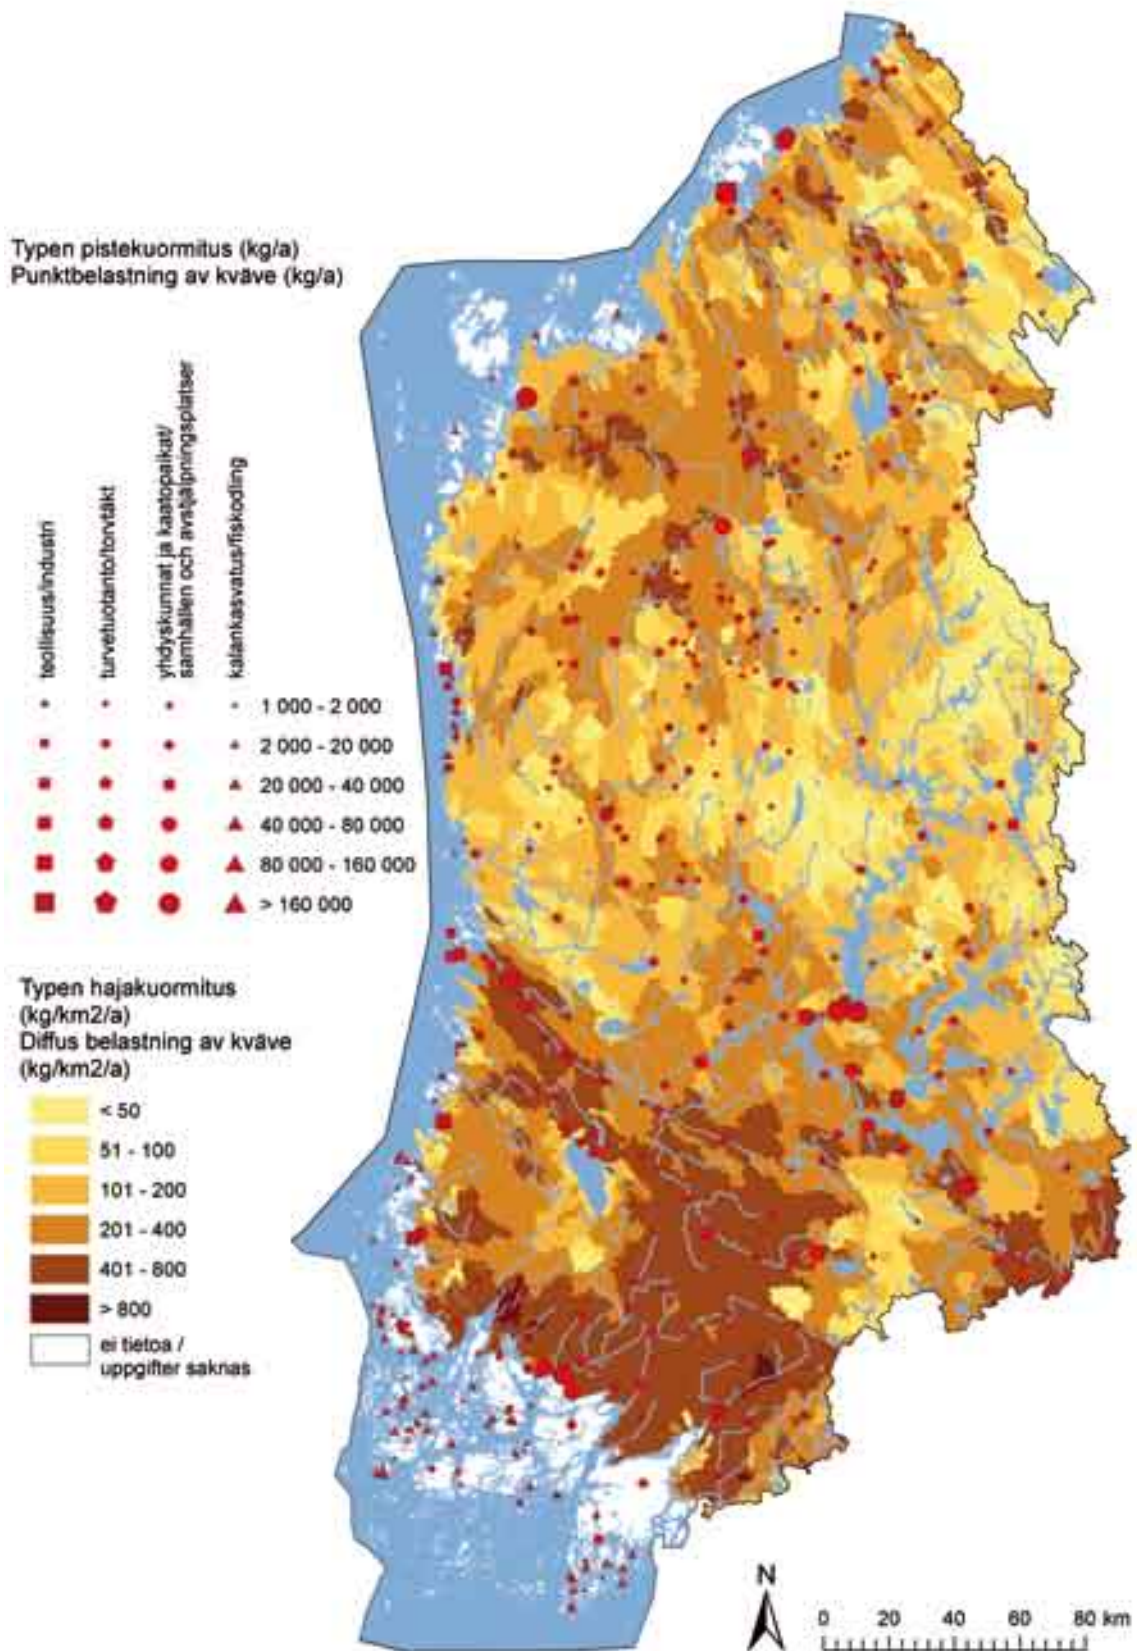 Typen pistekuormitus (kg/a)
Punktbelastning av kväve (kg/a)
teollisuus/industri
turvetuotanto/torvtäkt
yhdyskunnat ja kaatopaikat/
samhällen och avstjälpningsplatser
kalankasvatus/fiskodling
1 000 - 2 000
2 000 - 20 000
20 000 - 40 000
40 000 - 80 000
80 000 - 160 000
> 160 000
Typen hajakuormitus
(kg/km2/a)
Diffus belastning av kväve
(kg/km2/a)
< 50
51 - 100
101 - 200
201 - 400
401 - 800
> 800
ei tietoa /
uppgifter saknas
N
0 20 40 60 80 km